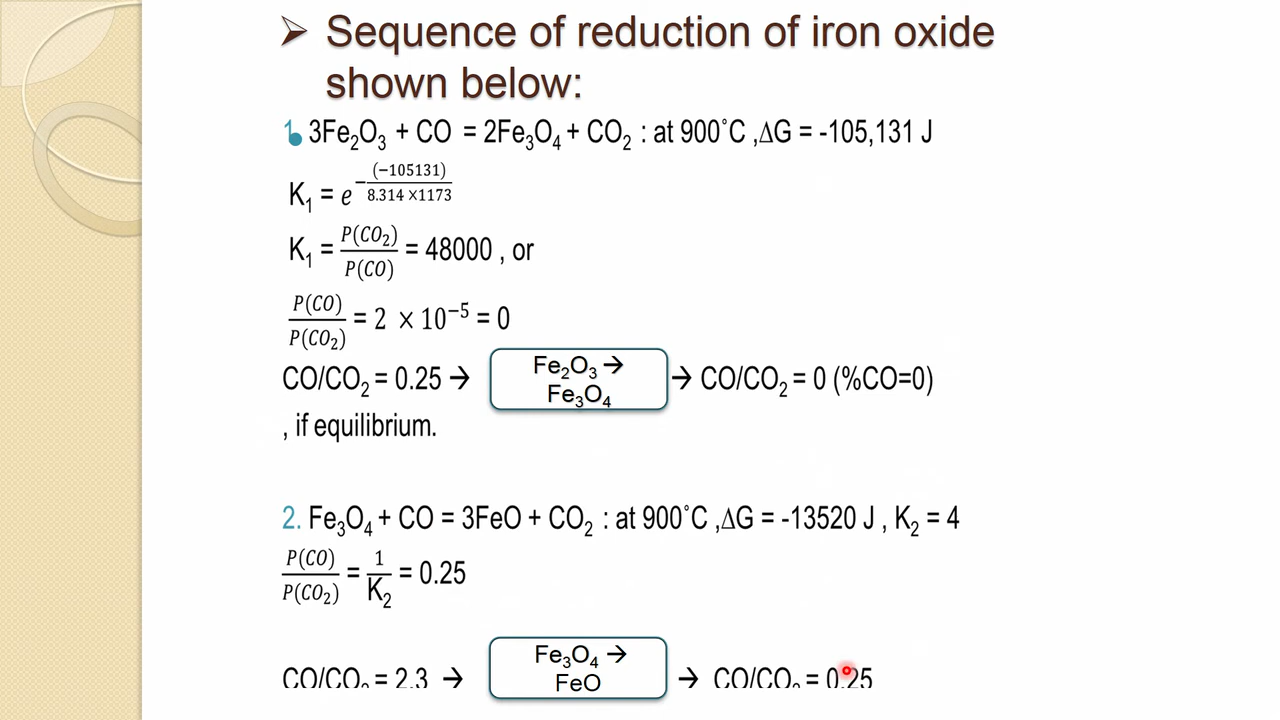 ➢ Sequence of reduction of iron oxide
shown below:
1. 3Fe₂O₃ + CO = 2Fe₃O₄ + CO₂ : at 900˚C ,∆G = -105,131 J
K₁ = e^(−(−105131)/(8.314 ×1173))
K₁ = P(CO₂)/P(CO) = 48000 , or
P(CO)/P(CO₂) = 2 × 10⁻⁵ = 0
CO/CO₂ = 0.25 → Fe₂O₃ → Fe₃O₄ → CO/CO₂ = 0 (%CO=0)
, if equilibrium.
2. Fe₃O₄ + CO = 3FeO + CO₂ : at 900˚C ,∆G = -13520 J , K₂ = 4
P(CO)/P(CO₂) = 1/K₂ = 0.25
CO/CO₂ = 2.3 → Fe₃O₄ → FeO → CO/CO₂ = 0.25